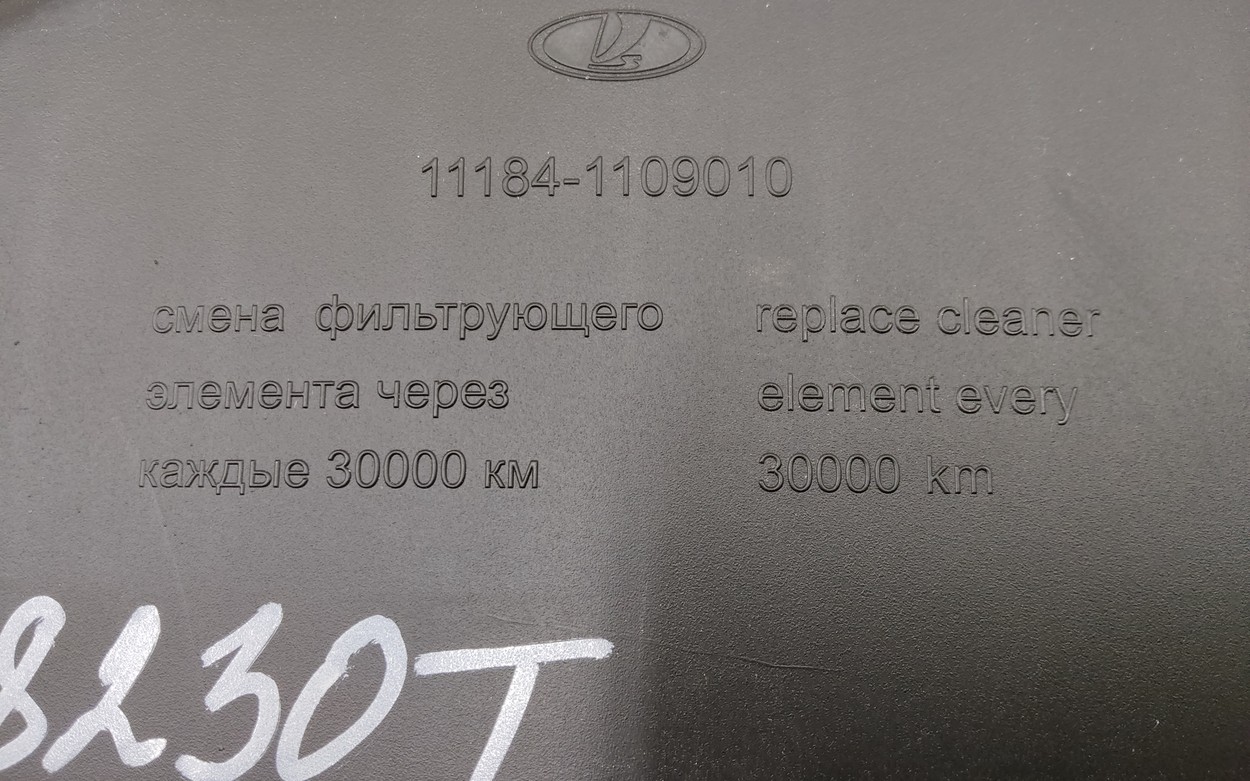 11184-1109010
смена фильтрующего
элемента через
каждые 30000 км
replace cleaner
element every
30000 km
8230T